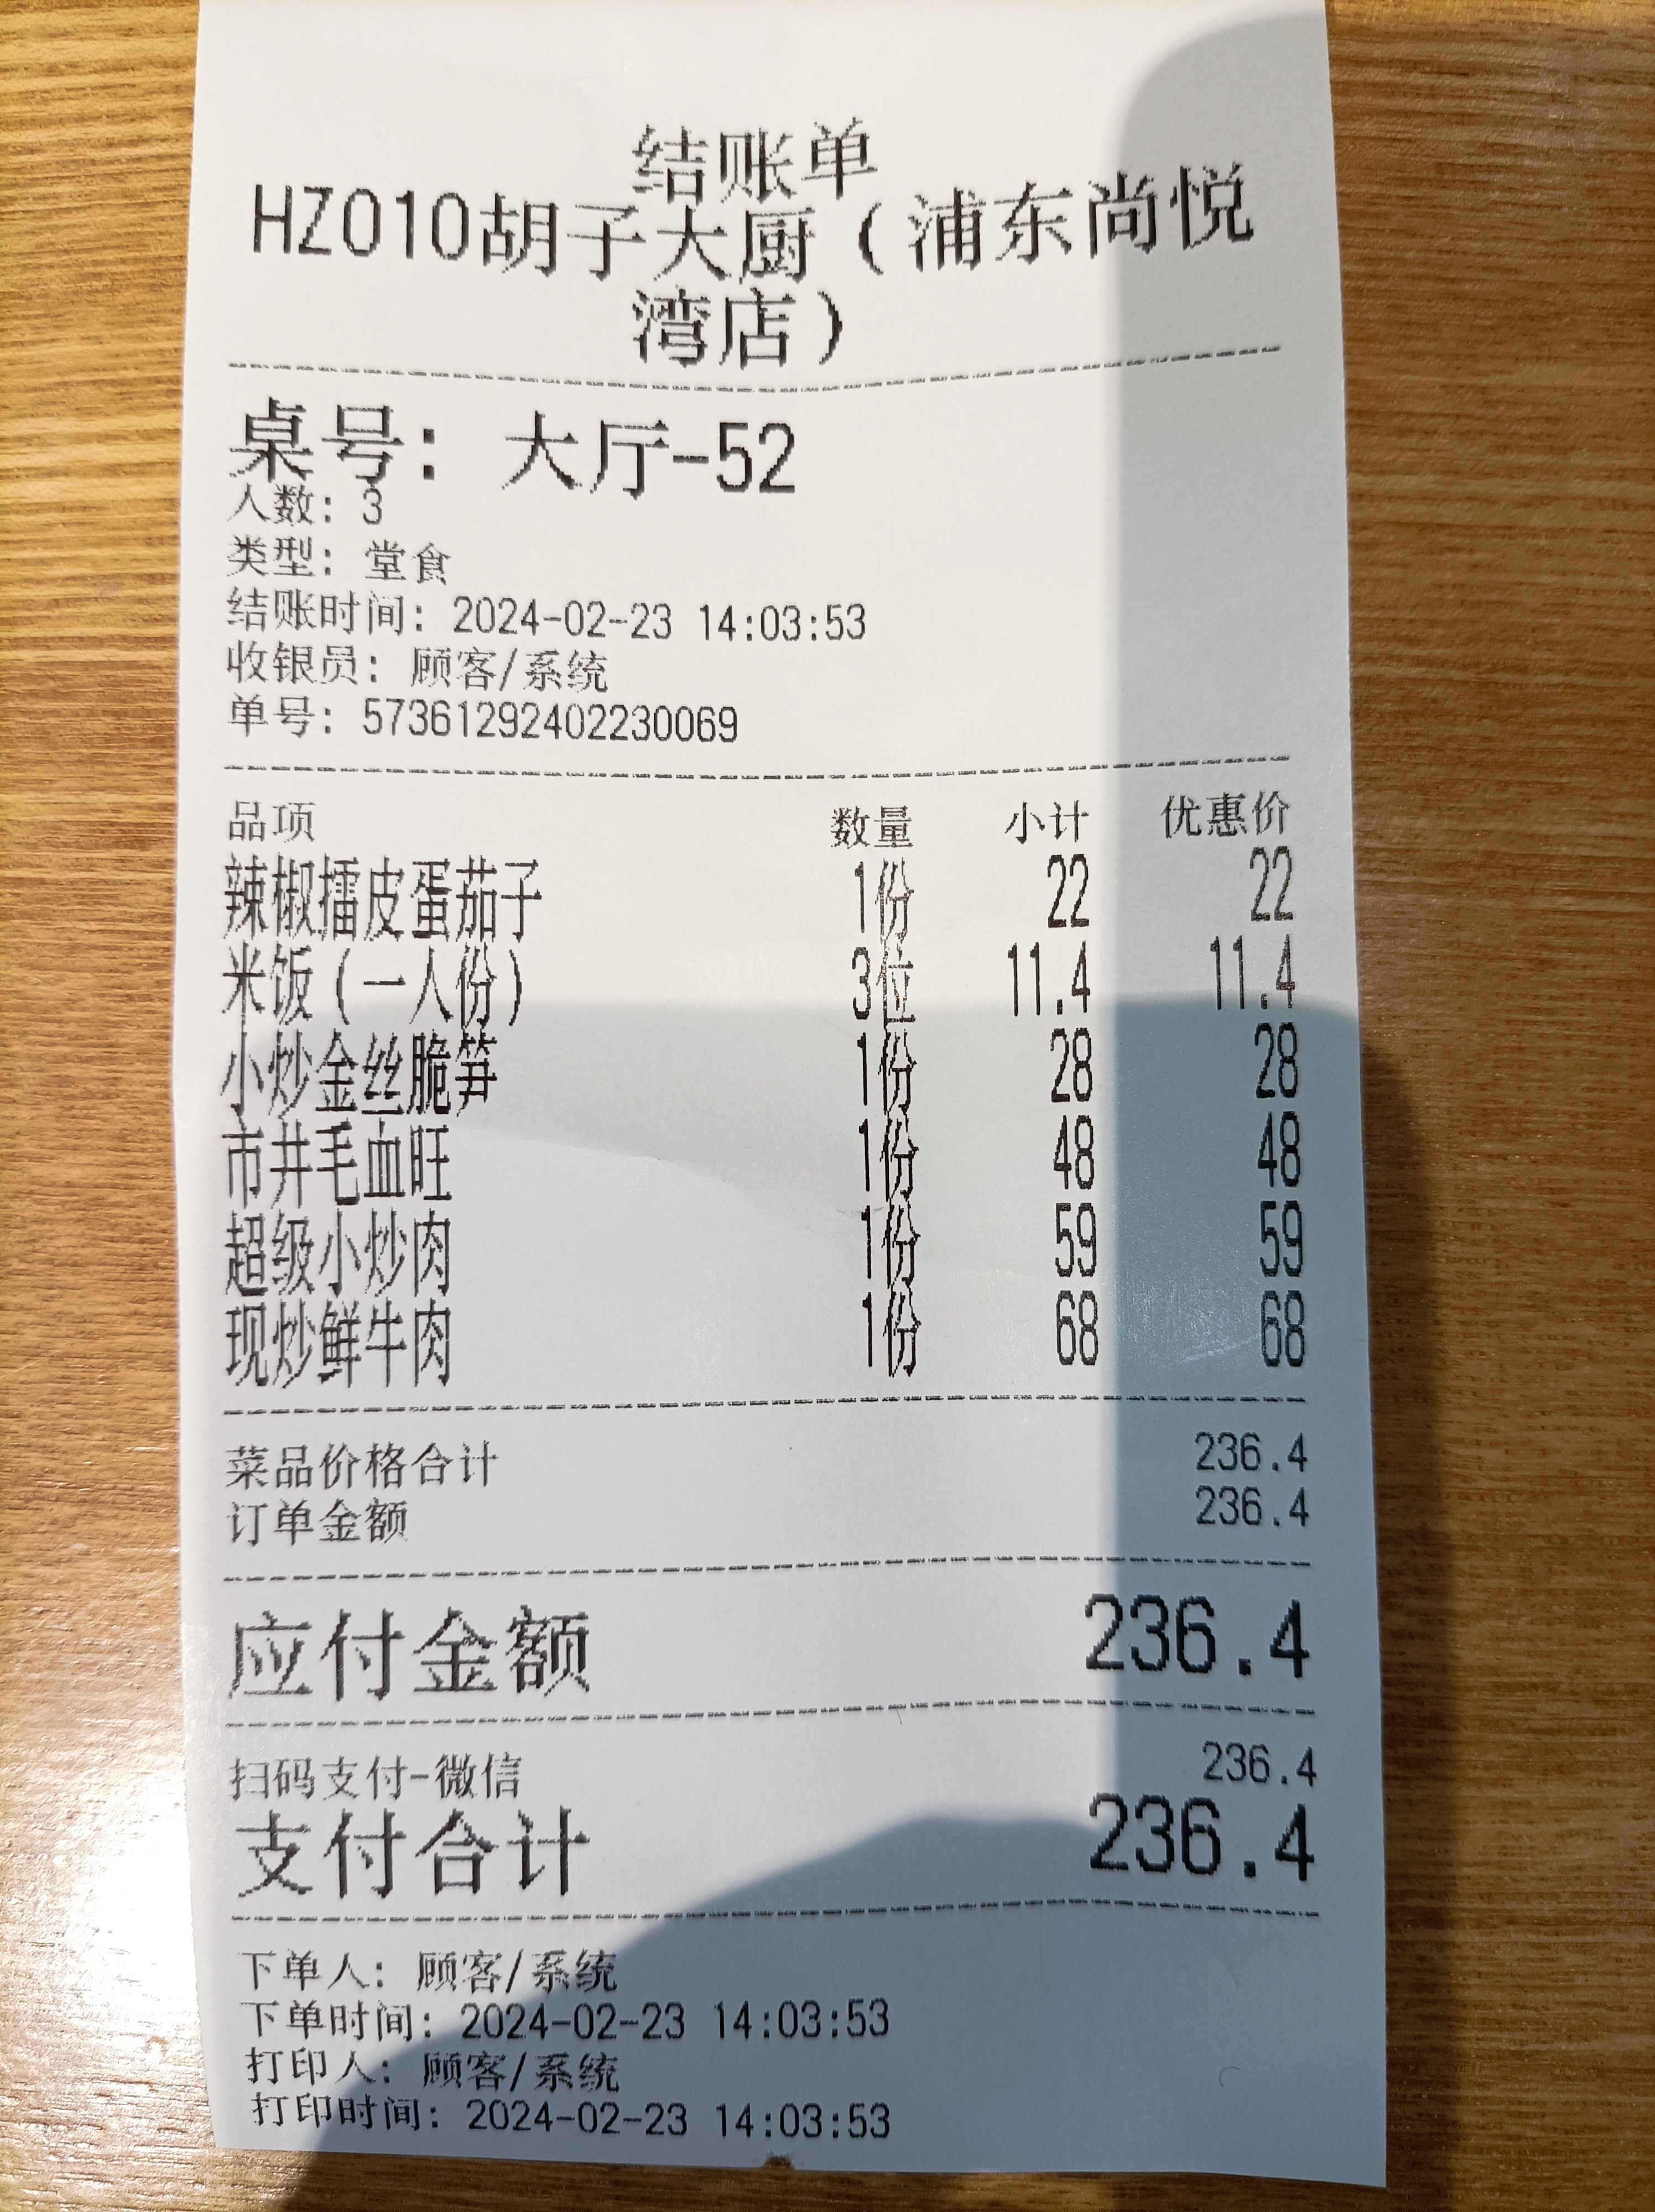 结账单
HZ010胡子大厨（浦东尚悦
湾店）
桌号： 大厅-52
人数：3
类型：堂食
结账时间：2024-02-23 14:03:53
收银员：顾客/系统
单号：573612924022300​69
品项 数量 小计 优惠价
辣椒擂皮蛋茄子 1份 22 22
米饭（一人份） 3位 11.4 11.4
小炒金丝脆笋 1份 28 28
市井毛血旺 1份 48 48
超级小炒肉 1份 59 59
现炒鲜牛肉 1份 68 68
菜品价格合计 236.4
订单金额 236.4
应付金额 236.4
扫码支付-微信 236.4
支付合计 236.4
下单人：顾客/系统
下单时间：2024-02-23 14:03:53
打印人：顾客/系统
打印时间：2024-02-23 14:03:53